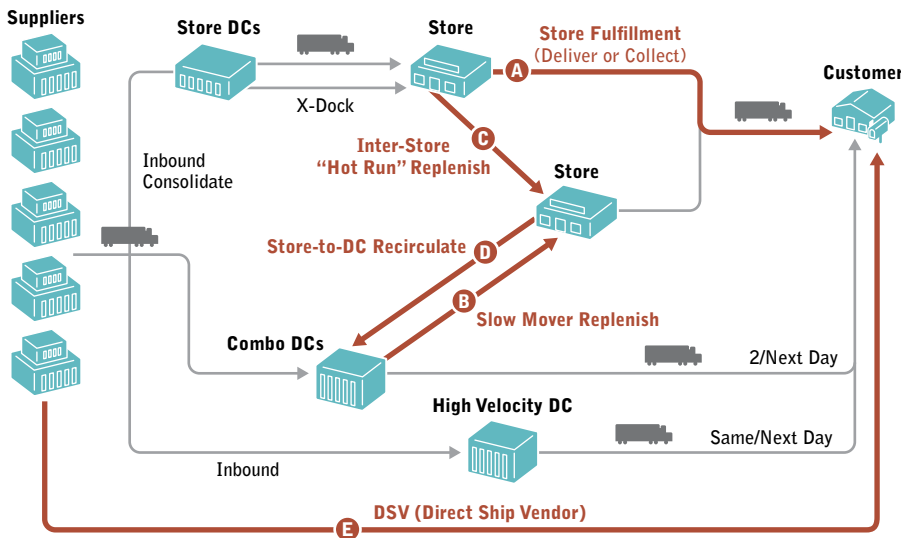 Suppliers
Store DCs
Store
Store Fulfillment
(Deliver or Collect)
A
Customer
X-Dock
C
Inbound
Consolidate
Inter-Store
“Hot Run” Replenish
Store
Store-to-DC Recirculate
D
B
Slow Mover Replenish
Combo DCs
2/Next Day
High Velocity DC
Same/Next Day
Inbound
DSV (Direct Ship Vendor)
E